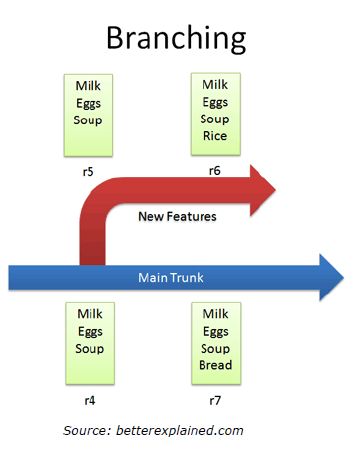 Branching
Milk
Eggs
Soup
Milk
Eggs
Soup
Rice
r5
r6
New Features
Main Trunk
Milk
Eggs
Soup
Milk
Eggs
Soup
Bread
r4
r7
Source: betterexplained.com